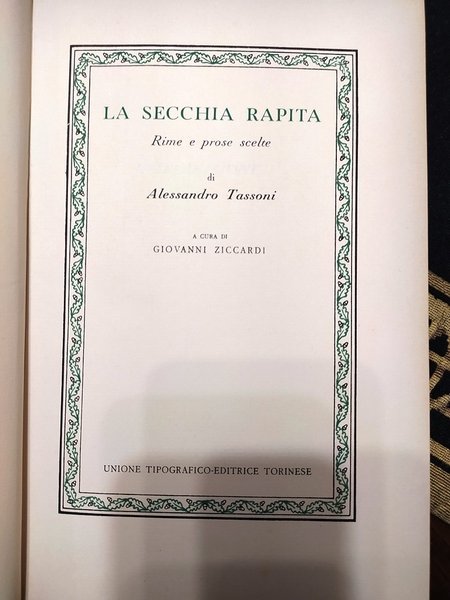 LA SECCHIA RAPITA
Rime e prose scelte
di
Alessandro Tassoni
A CURA DI
GIOVANNI ZICCARDI
UNIONE TIPOGRAFICO-EDITRICE TORINESE